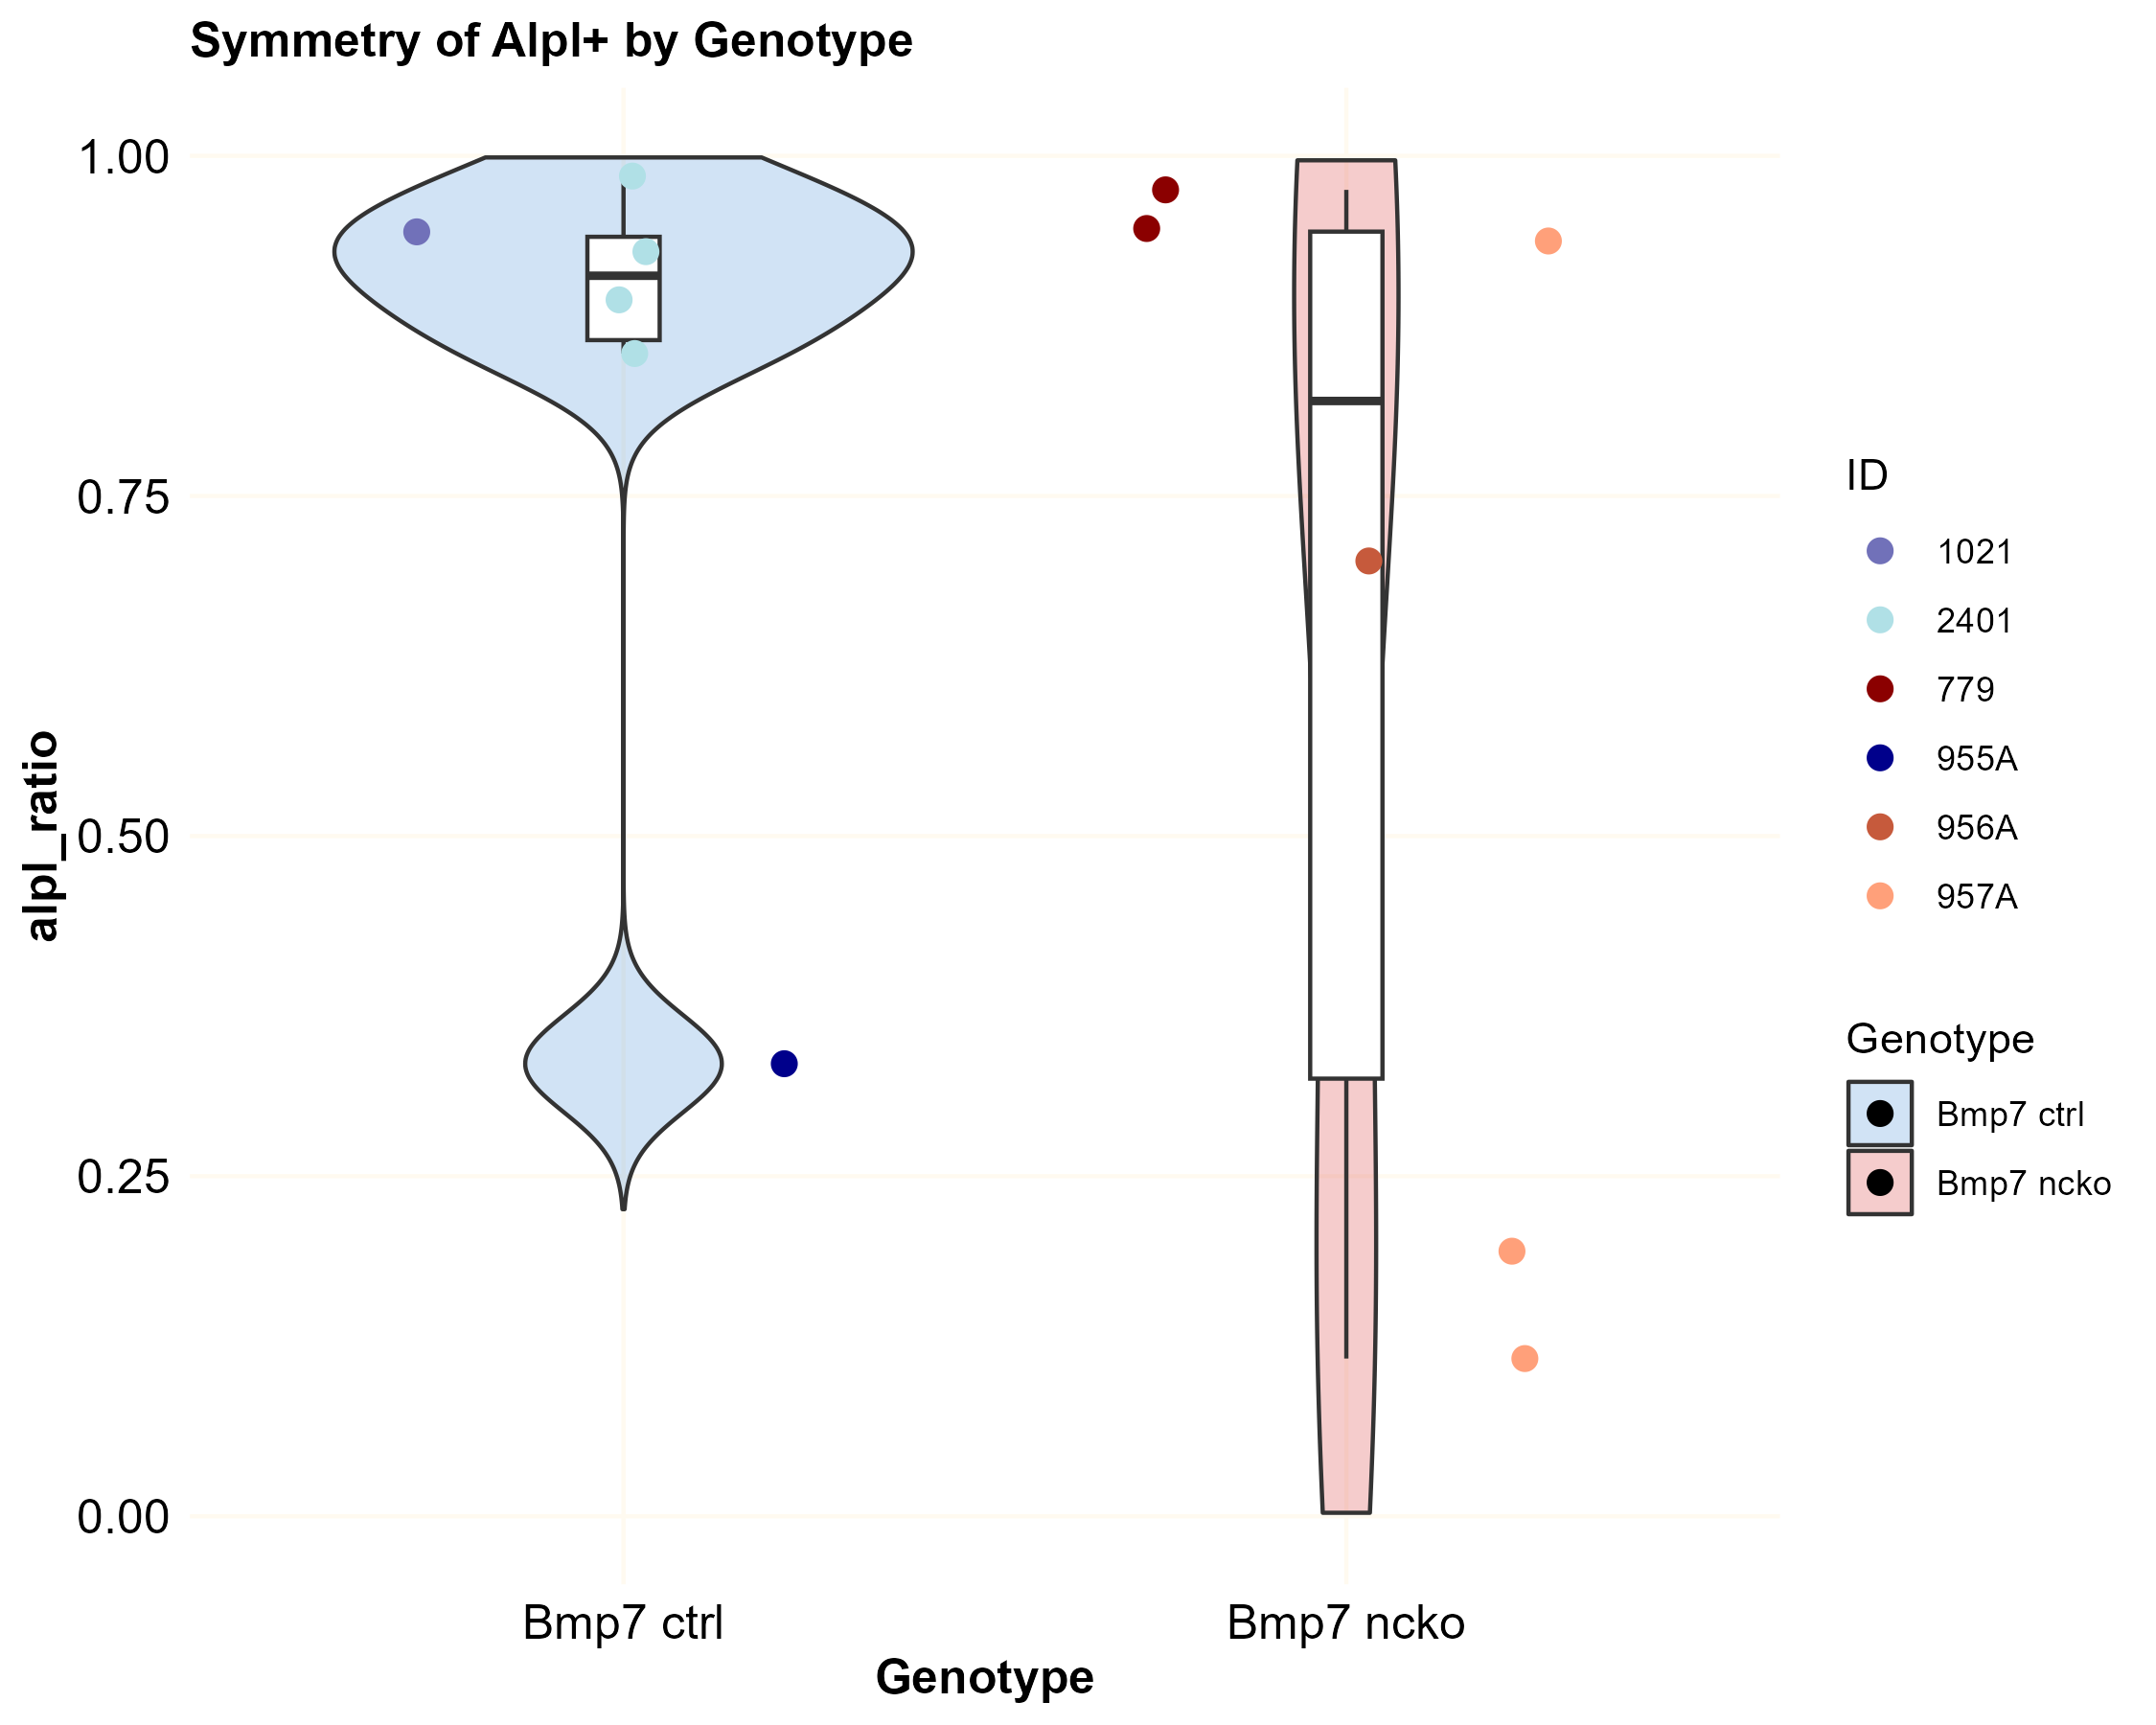 Symmetry of Alpl+ by Genotype
1.00
0.75
0.50
0.25
0.00
alpl_ratio
Bmp7 ctrl
Bmp7 ncko
Genotype
ID
1021
2401
779
955A
956A
957A
Genotype
Bmp7 ctrl
Bmp7 ncko